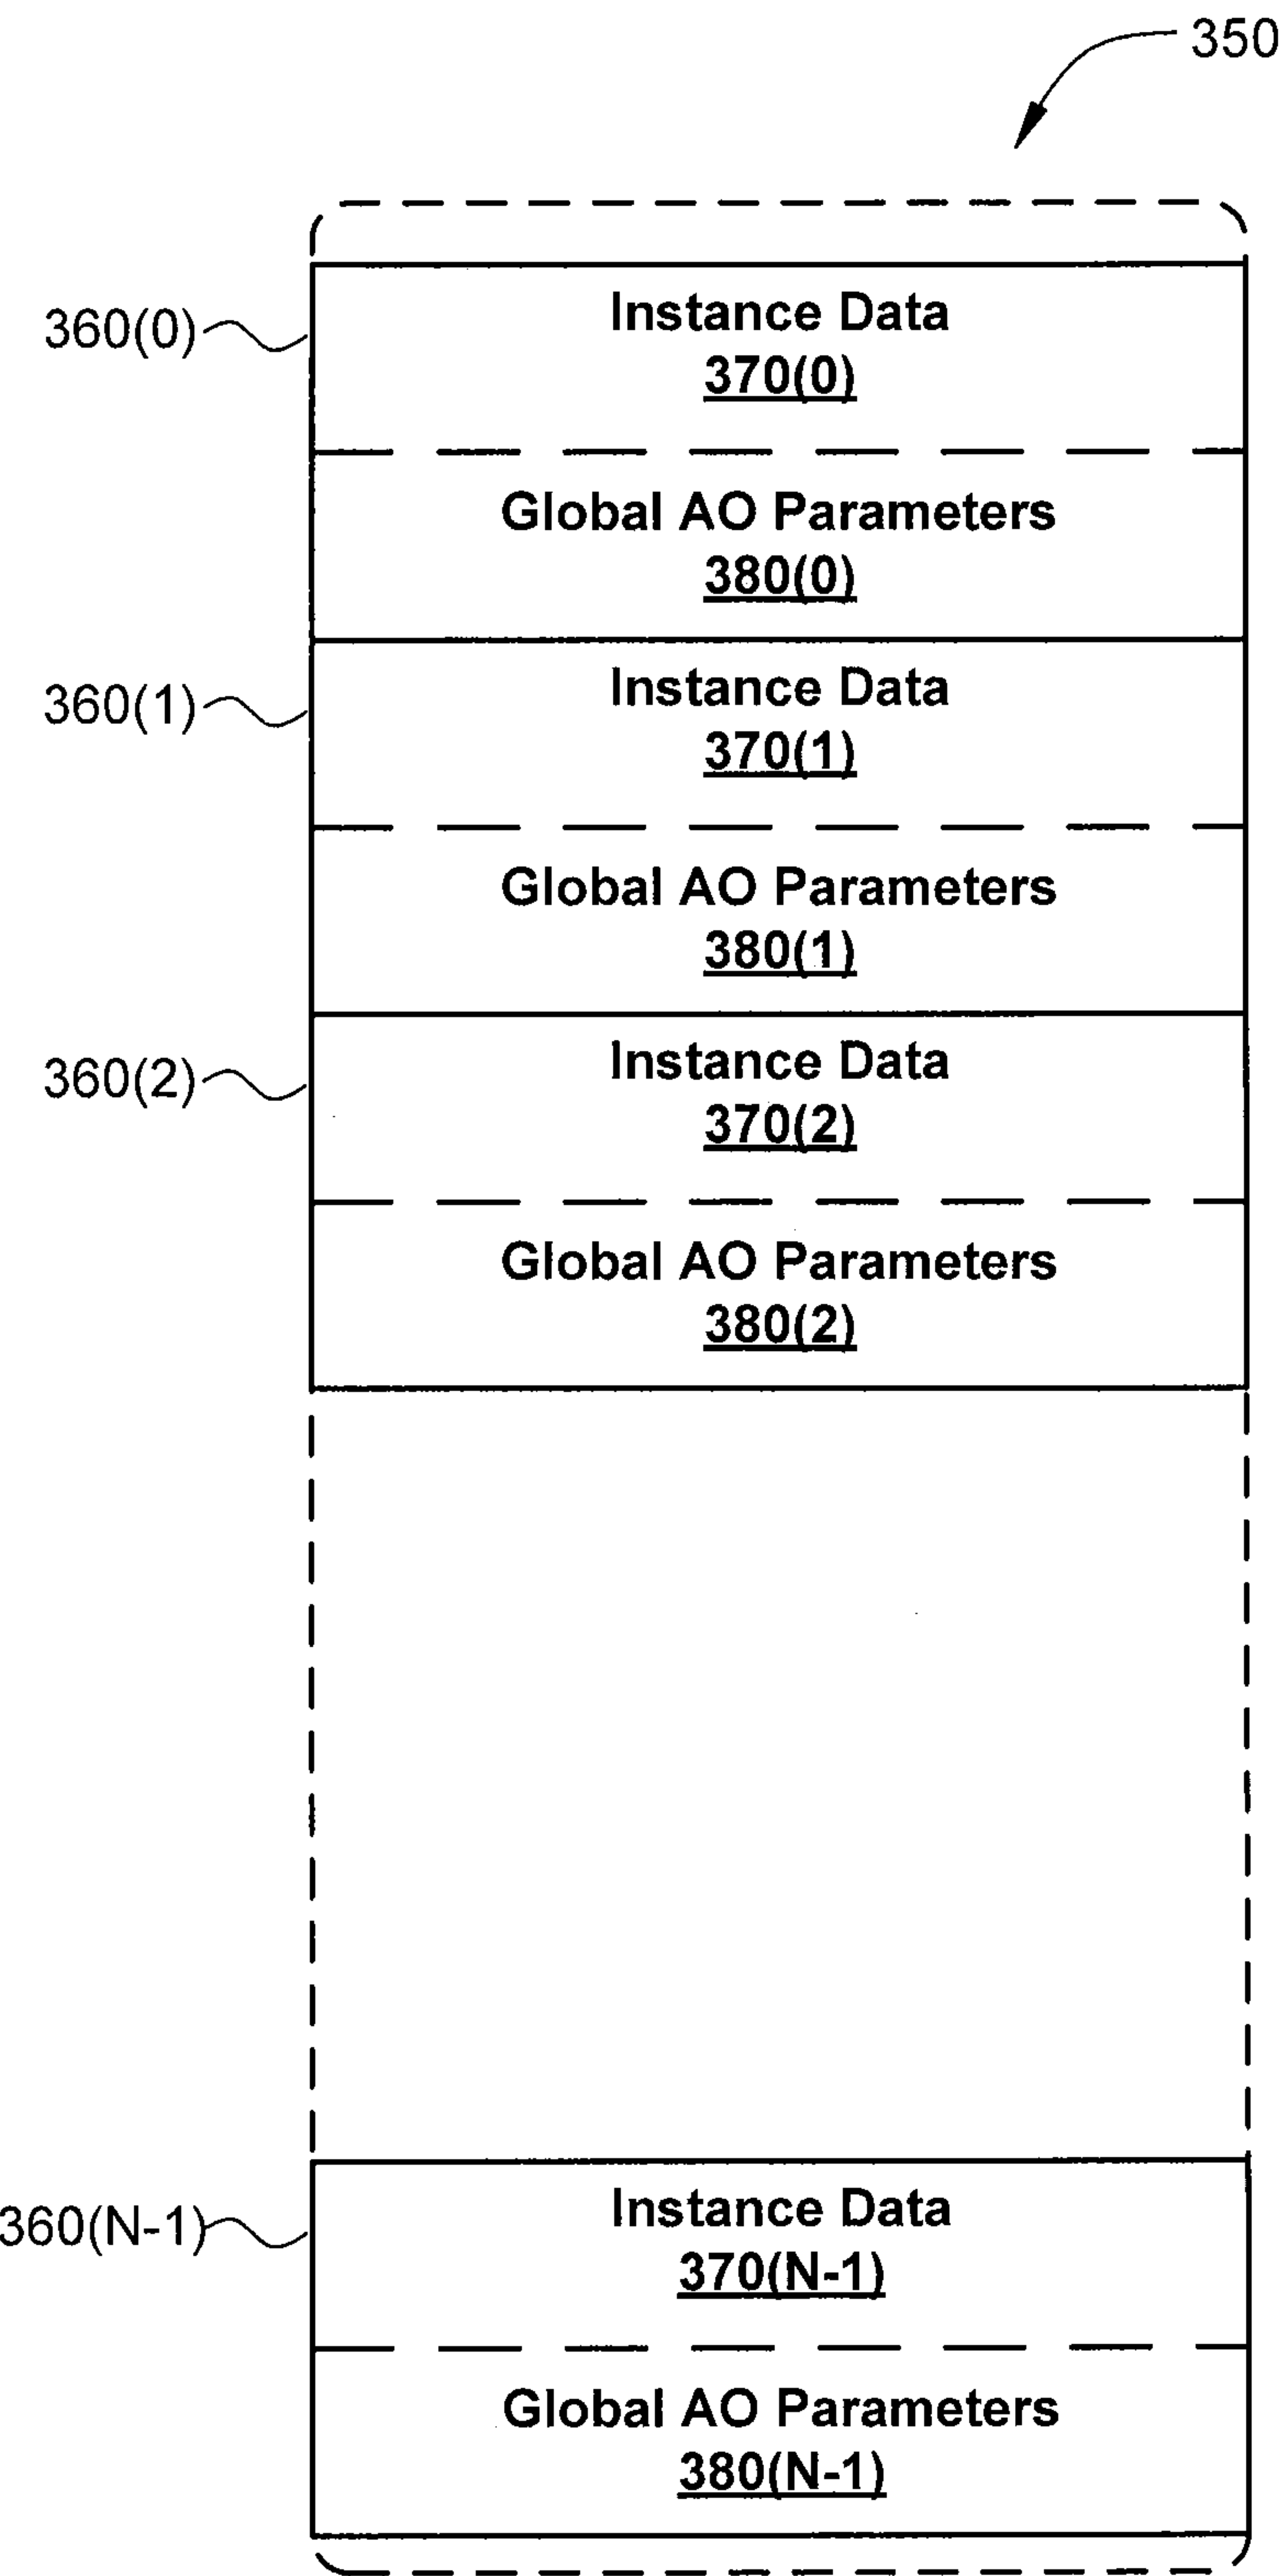 350
360(0)
Instance Data
370(0)
Global AO Parameters
380(0)
360(1)
Instance Data
370(1)
Global AO Parameters
380(1)
360(2)
Instance Data
370(2)
Global AO Parameters
380(2)
360(N-1)
Instance Data
370(N-1)
Global AO Parameters
380(N-1)